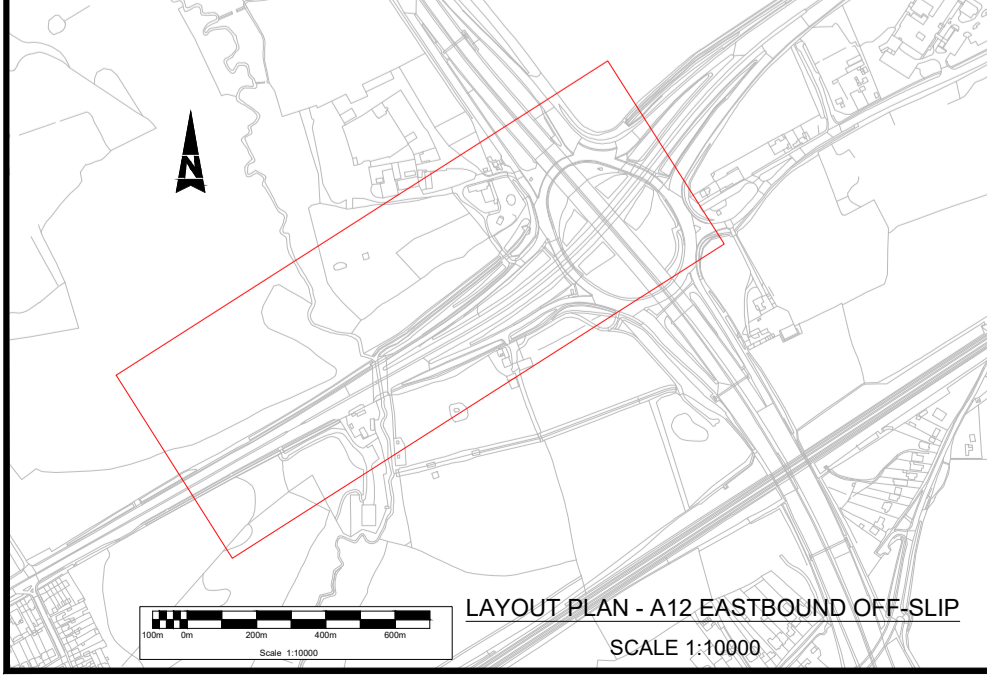 N
100m 0m 200m 400m 600m
Scale 1:10000
LAYOUT PLAN - A12 EASTBOUND OFF-SLIP
SCALE 1:10000